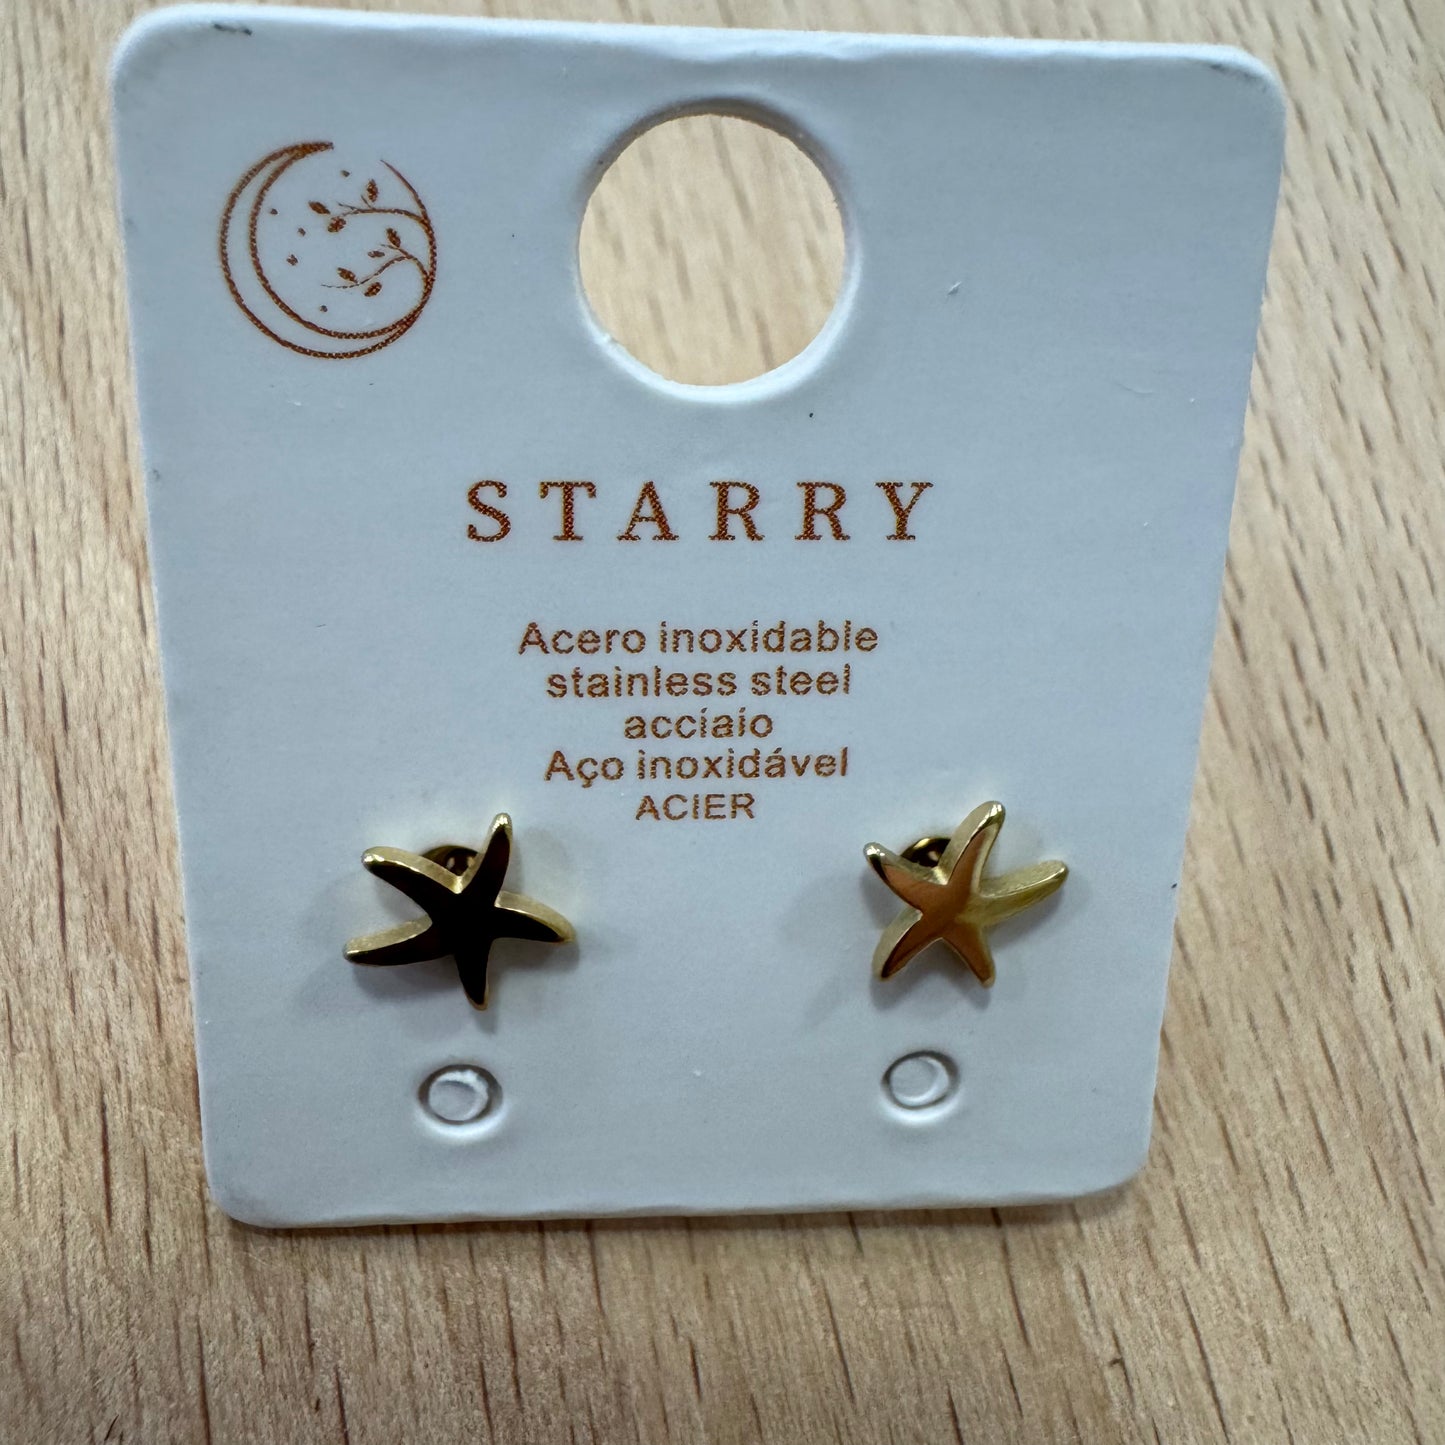 STARRY
Acero inoxidable
stainless steel
acciaio
Aço inoxidável
ACIER